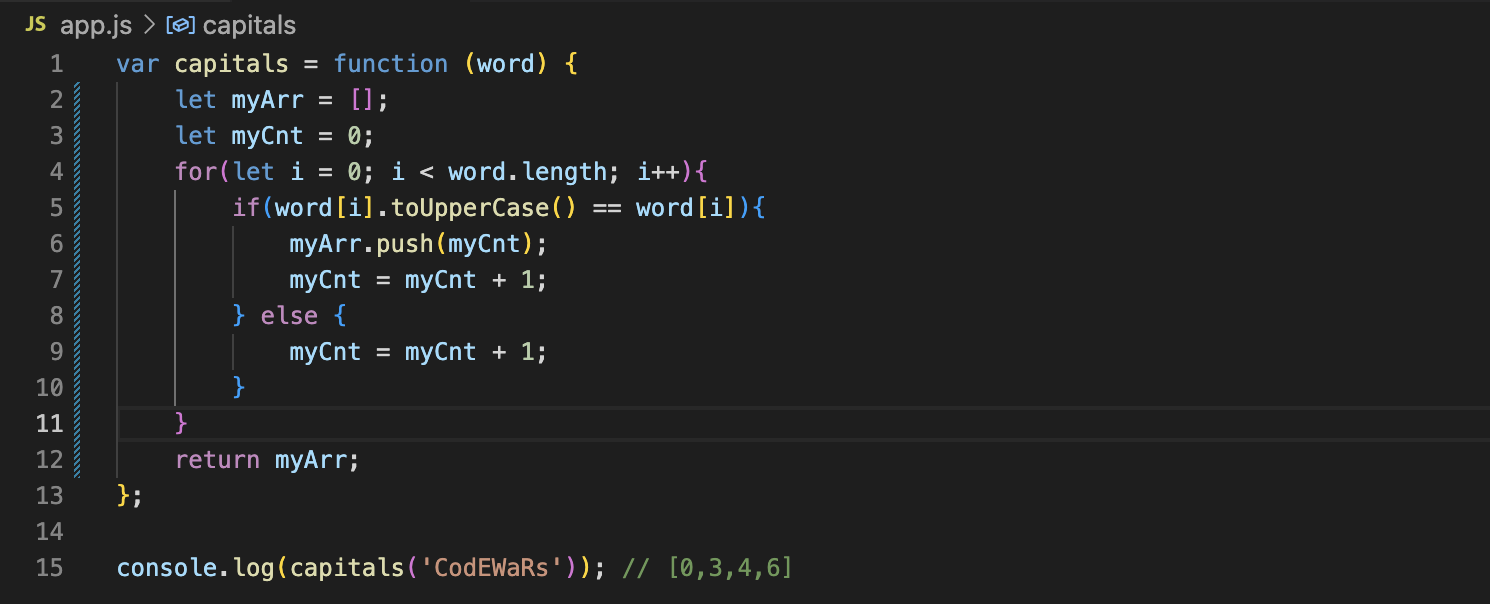 JS app.js > capitals
1 var capitals = function (word) {
2     let myArr = [];
3     let myCnt = 0;
4     for(let i = 0; i < word.length; i++){
5         if(word[i].toUpperCase() == word[i]){
6             myArr.push(myCnt);
7             myCnt = myCnt + 1;
8         } else {
9             myCnt = myCnt + 1;
10         }
11     }
12     return myArr;
13 };
14
15 console.log(capitals('CodEWaRs')); // [0,3,4,6]